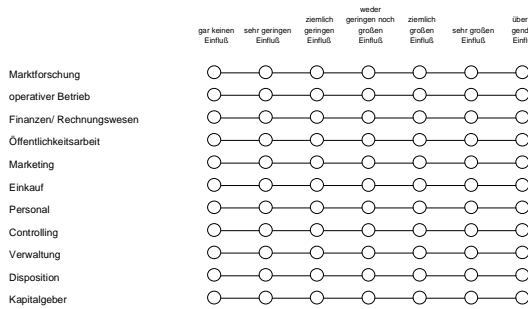 weder
ziemlich geringen noch ziemlich
gar keinen sehr geringen geringen großen großen sehr großen
Einfluß Einfluß Einfluß Einfluß Einfluß Einfluß
Marktforschung
operativer Betrieb
Finanzen/ Rechnungswesen
Öffentlichkeitsarbeit
Marketing
Einkauf
Personal
Controlling
Verwaltung
Disposition
Kapitalgeber